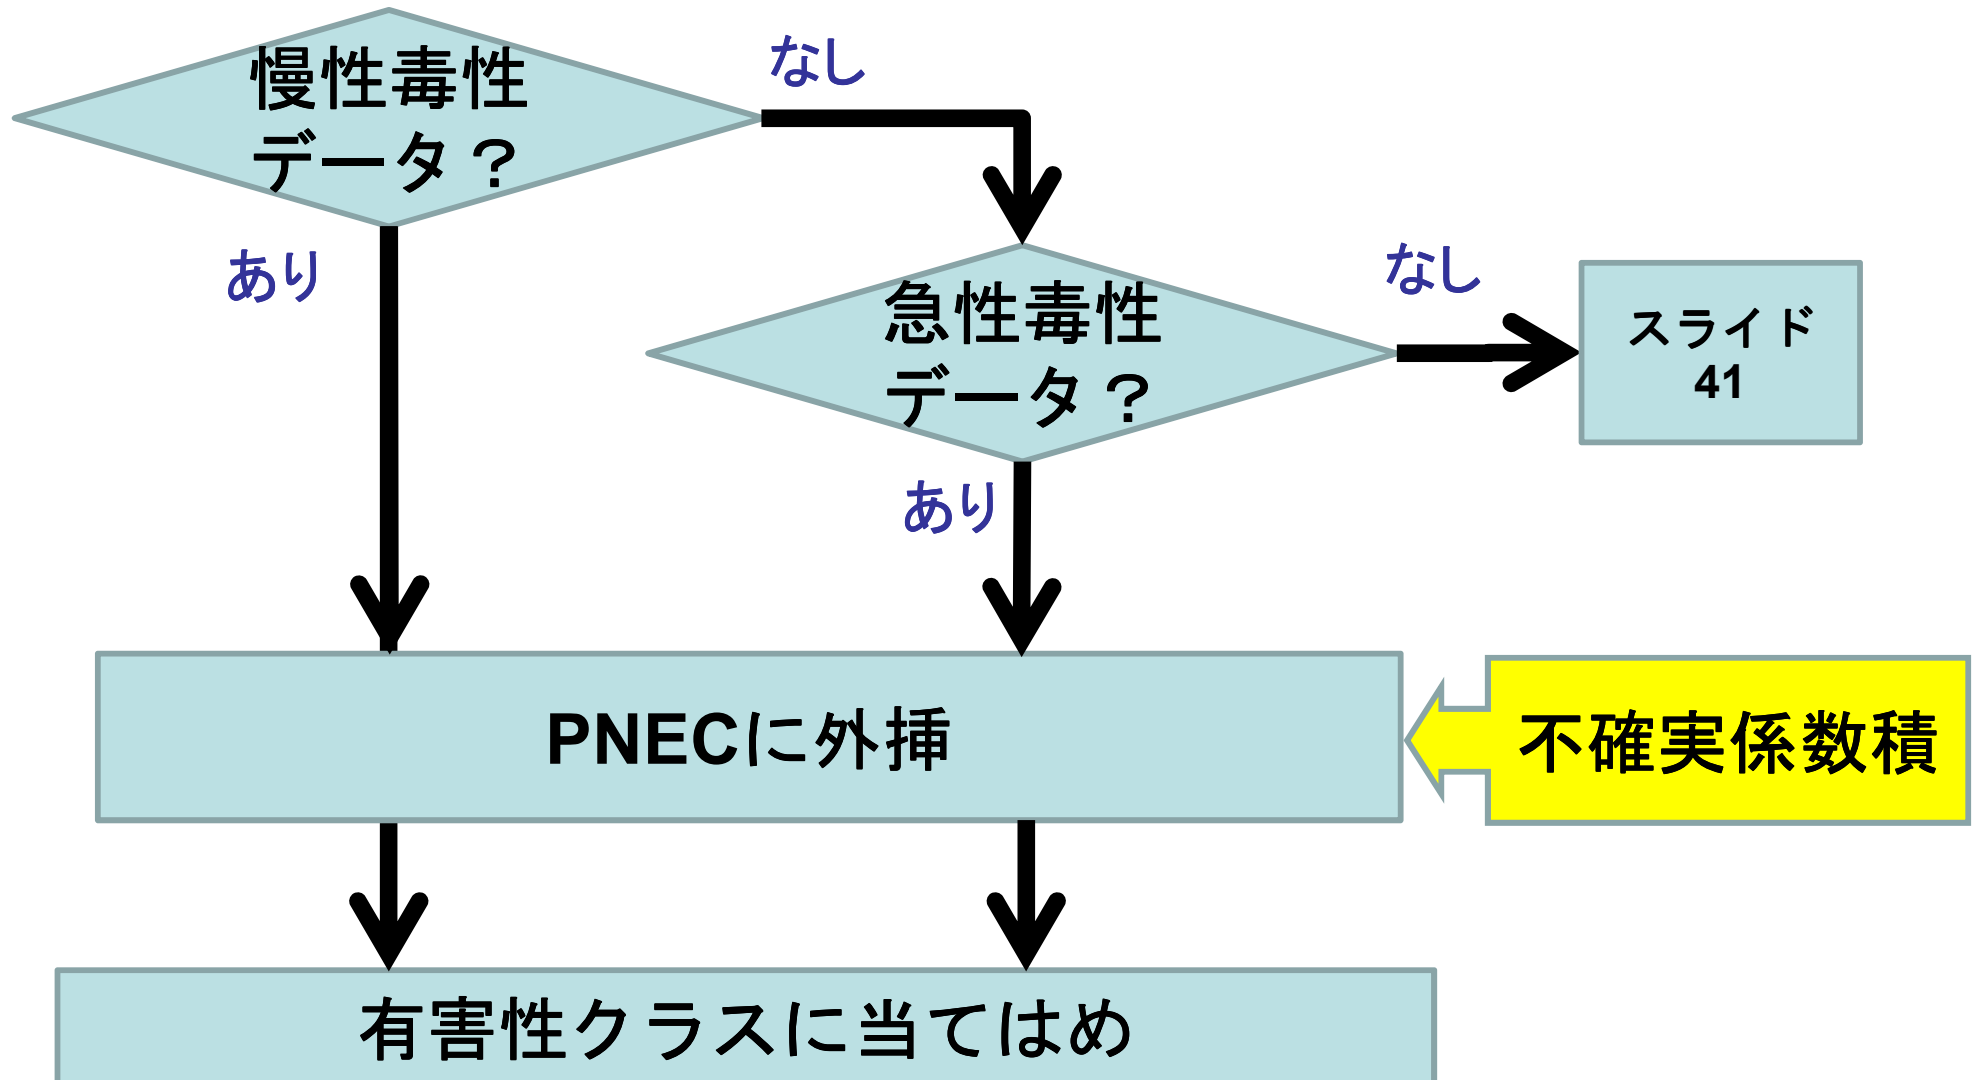 慢性毒性
データ？
なし
あり
急性毒性
データ？
なし
スライド
41
あり
PNECに外挿
不確実係数積
有害性クラスに当てはめ